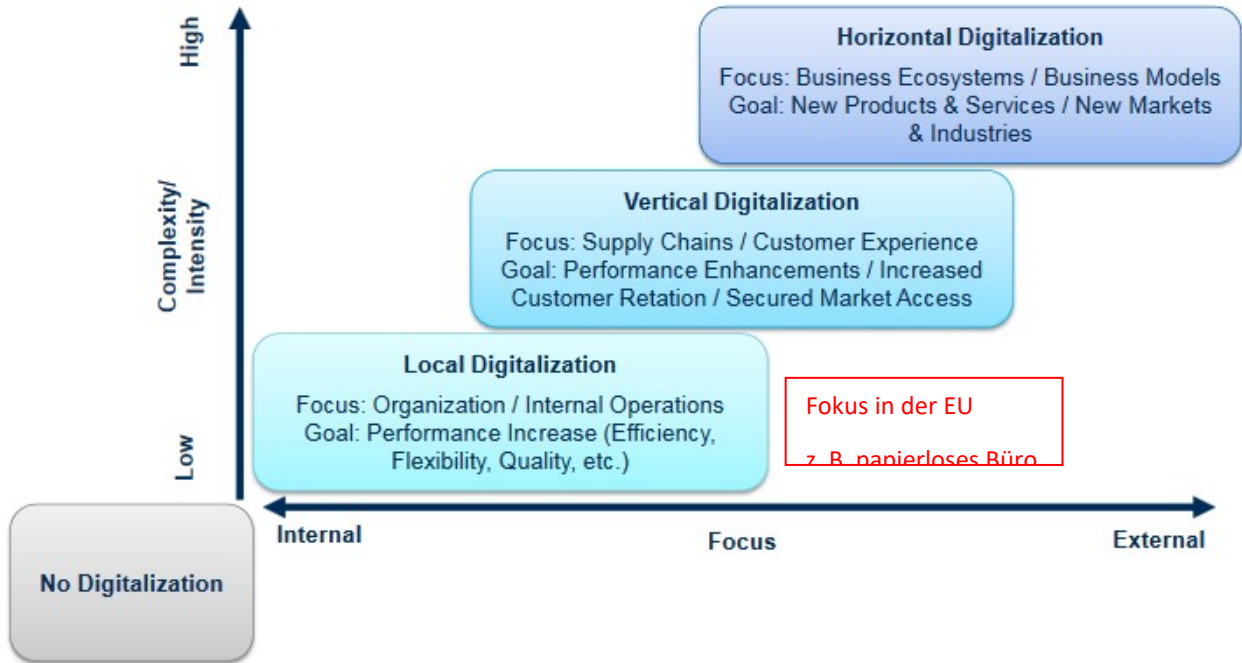 High
Horizontal Digitalization
Focus: Business Ecosystems / Business Models
Goal: New Products & Services / New Markets
& Industries
Complexity/
Intensity
Vertical Digitalization
Focus: Supply Chains / Customer Experience
Goal: Performance Enhancements / Increased
Customer Retation / Secured Market Access
Local Digitalization
Focus: Organization / Internal Operations
Goal: Performance Increase (Efficiency,
Flexibility, Quality, etc.)
Fokus in der EU
z. B. papierloses Büro
Low
Internal
Focus
External
No Digitalization